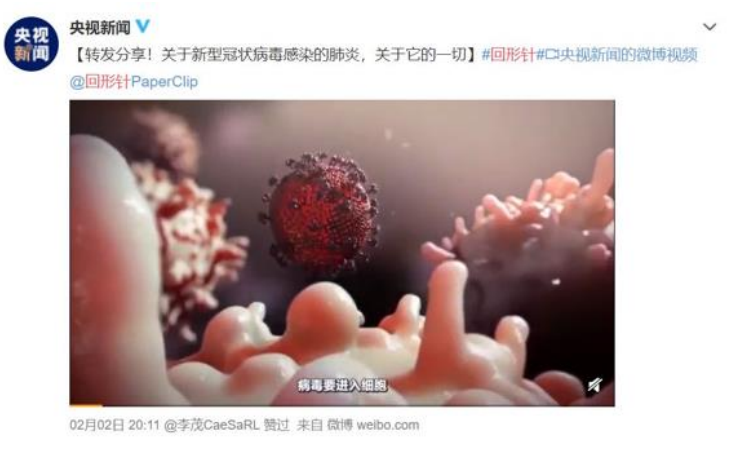 央视新闻
央视
新闻
【转发分享！关于新型冠状病毒感染的肺炎，关于它的一切】#回形针#央视新闻的微博视频
@回形针PaperClip
病毒要进入细胞
02月02日 20:11 @李茂CaeSaRL 赞过 来自 微博 weibo.com